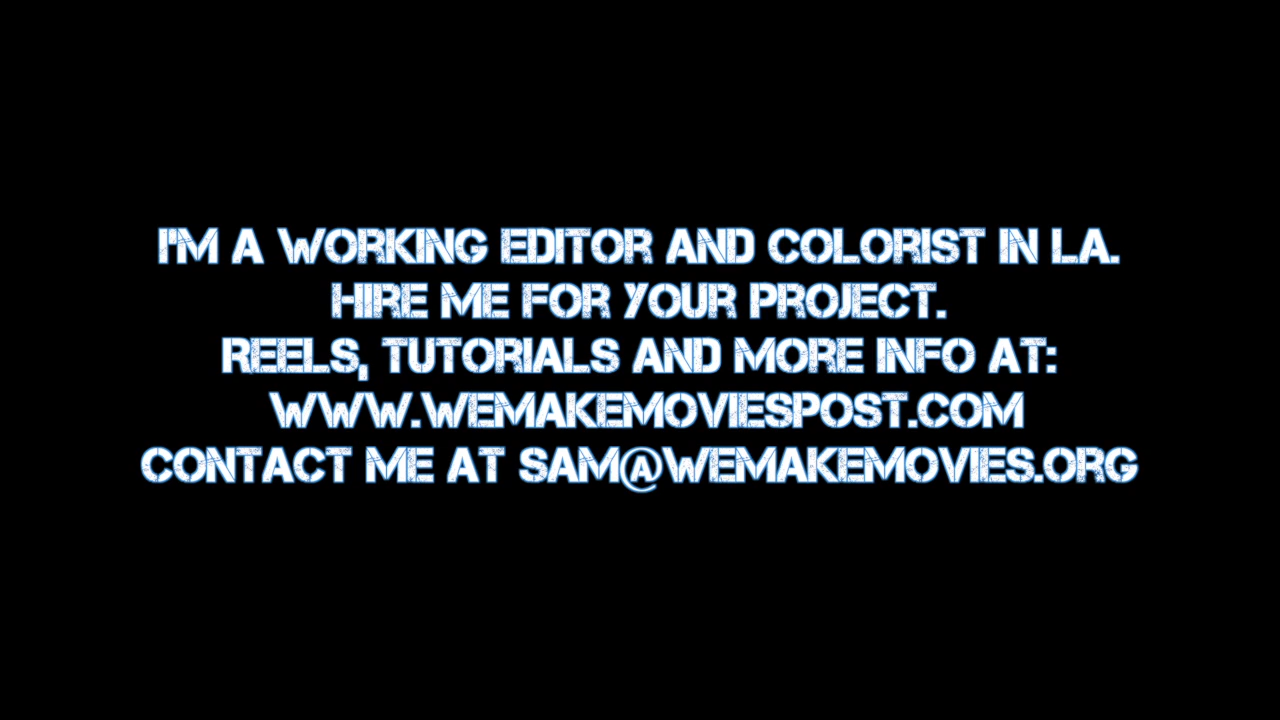 I'M A WORKING EDITOR AND COLORIST IN LA.
HIRE ME FOR YOUR PROJECT.
REELS, TUTORIALS AND MORE INFO AT:
WWW.WEMAKEMOVIESPOST.COM
CONTACT ME AT SAM@WEMAKEMOVIES.ORG